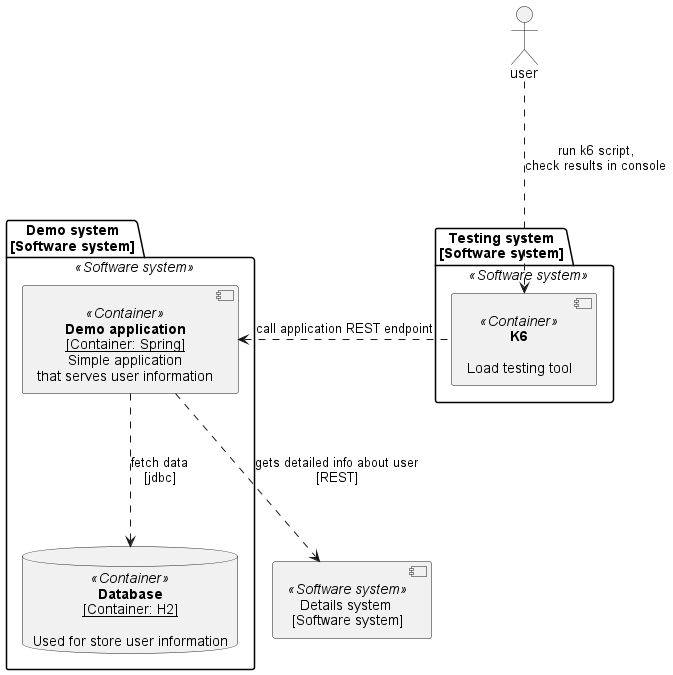 user
run k6 script,
check results in console
Demo system
[Software system]
«Software system»
Testing system
[Software system]
«Software system»
«Container»
Demo application
[Container: Spring]
Simple application
that serves user information
call application REST endpoint
«Container»
K6
Load testing tool
fetch data
[jdbc]
gets detailed info about user
[REST]
«Container»
Database
[Container: H2]
Used for store user information
«Software system»
Details system
[Software system]